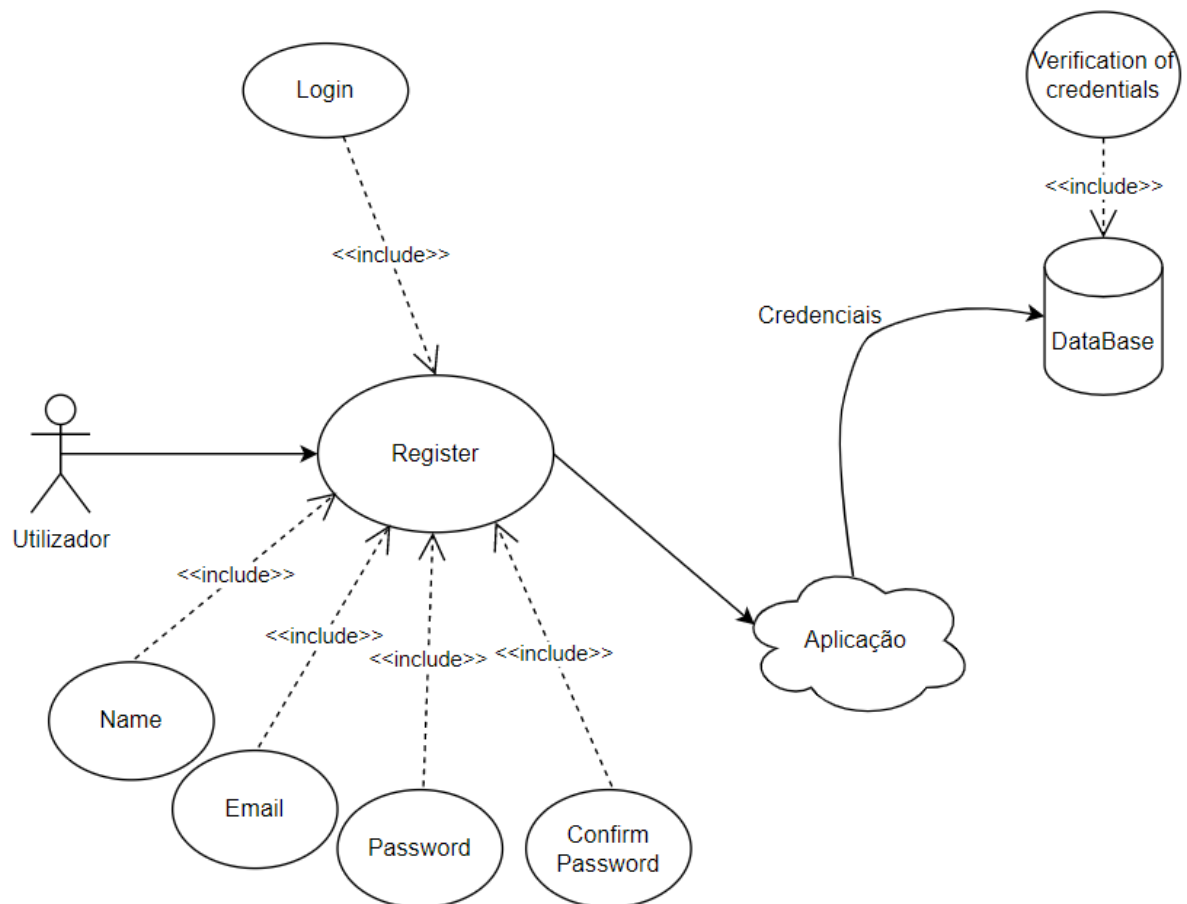 Verification of
credentials
Login
<<include>>
<<include>>
Credenciais
DataBase
Register
Utilizador
<<include>>
<<include>>
<<include>>
<<include>>
Aplicação
Name
Email
Password
Confirm
Password